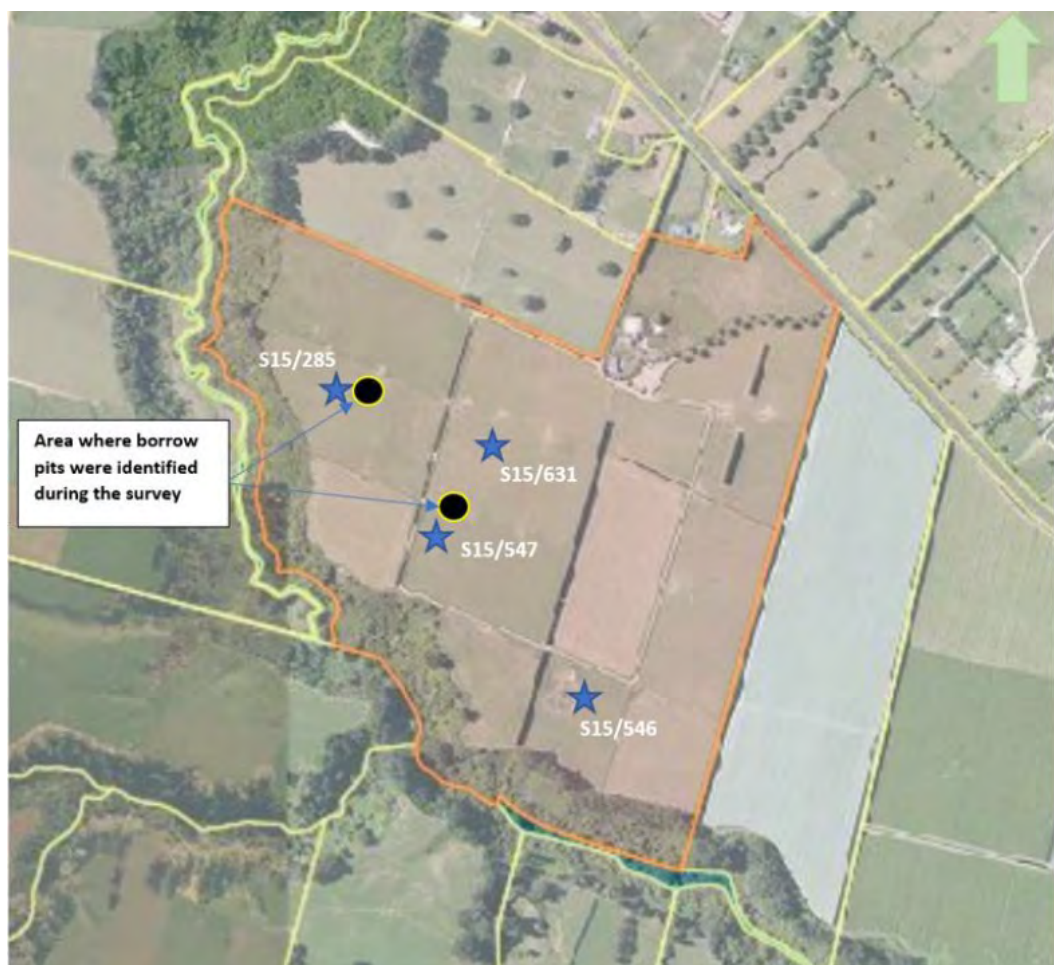 S15/285
Area where borrow
pits were identified
during the survey
S15/631
S15/547
S15/546